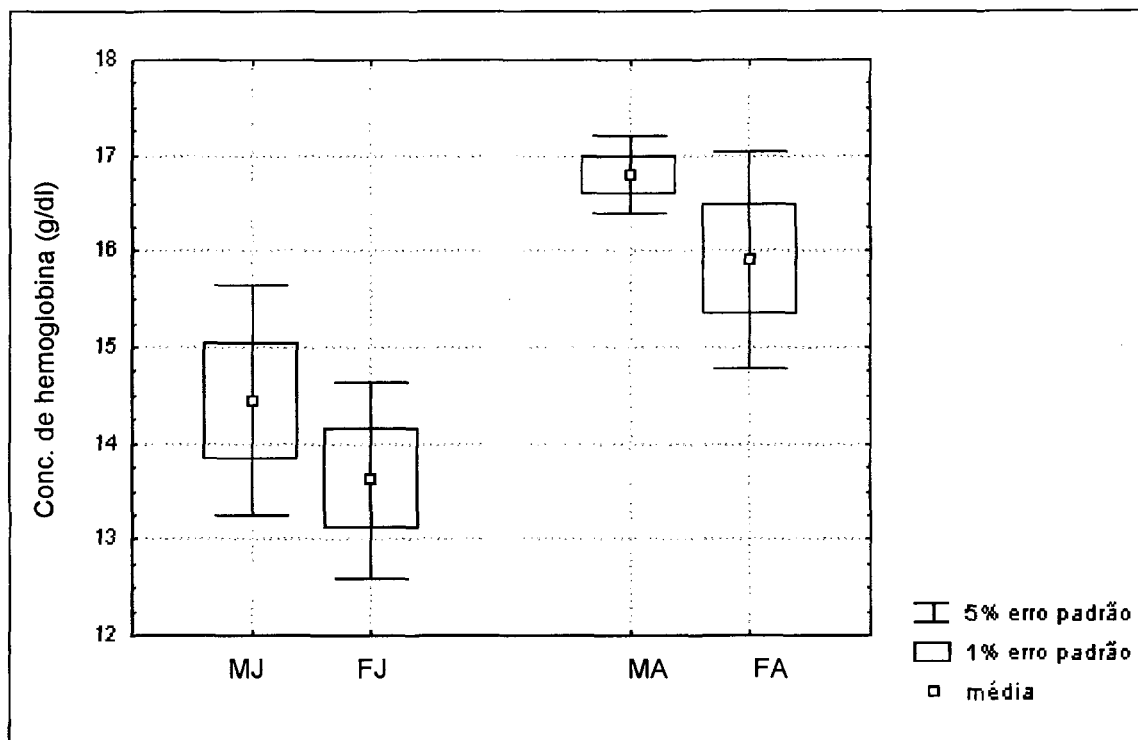 Conc. de hemoglobina (g/dl)
18
17
16
15
14
13
12
MJ FJ MA FA
5% erro padrão
1% erro padrão
média